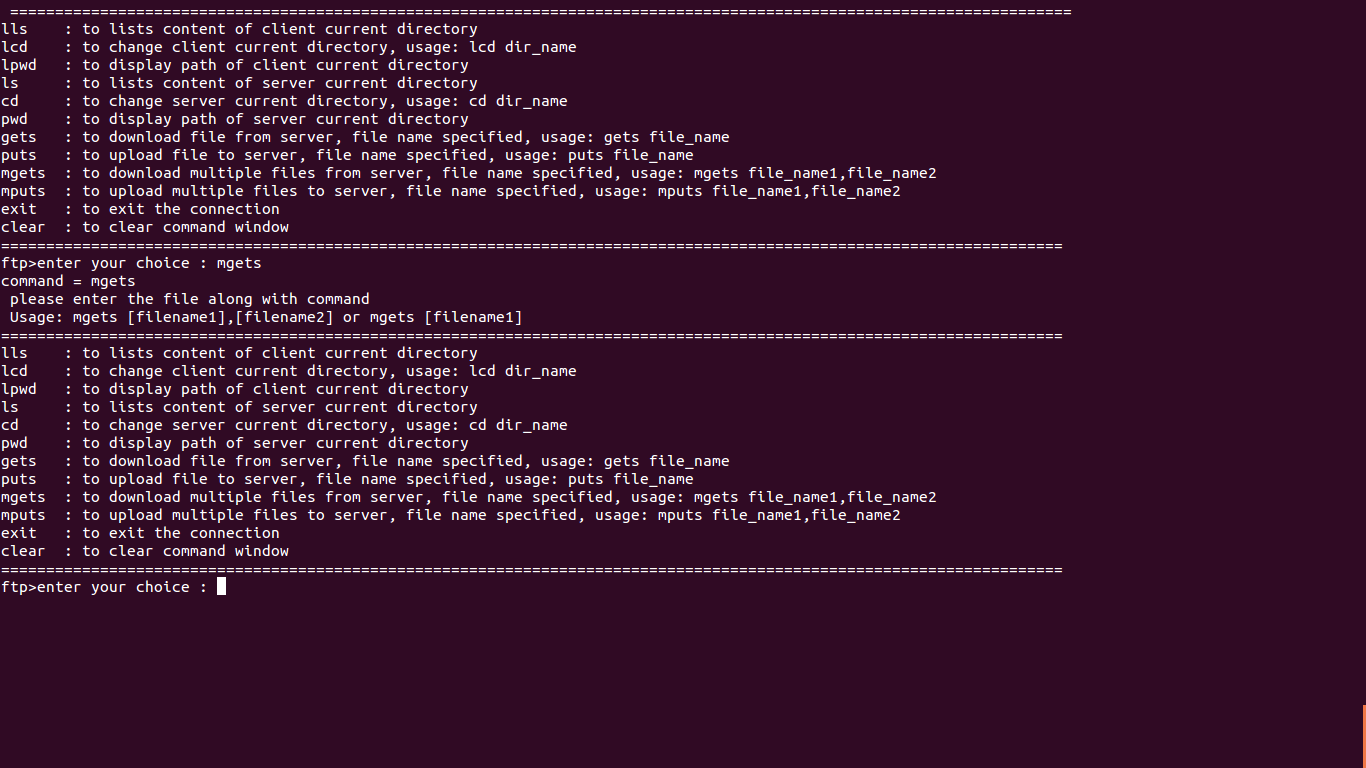 ======================================================================================================================
lls    : to lists content of client current directory
lcd    : to change client current directory, usage: lcd dir_name
lpwd   : to display path of client current directory
ls     : to lists content of server current directory
cd     : to change server current directory, usage: cd dir_name
pwd    : to display path of server current directory
gets   : to download file from server, file name specified, usage: gets file_name
puts   : to upload file to server, file name specified, usage: puts file_name
mgets  : to download multiple files from server, file name specified, usage: mgets file_name1,file_name2
mputs  : to upload multiple files to server, file name specified, usage: mputs file_name1,file_name2
exit   : to exit the connection
clear  : to clear command window
======================================================================================================================
ftp>enter your choice : mgets
command = mgets
 please enter the file along with command
 Usage: mgets [filename1],[filename2] or mgets [filename1]
======================================================================================================================
lls    : to lists content of client current directory
lcd    : to change client current directory, usage: lcd dir_name
lpwd   : to display path of client current directory
ls     : to lists content of server current directory
cd     : to change server current directory, usage: cd dir_name
pwd    : to display path of server current directory
gets   : to download file from server, file name specified, usage: gets file_name
puts   : to upload file to server, file name specified, usage: puts file_name
mgets  : to download multiple files from server, file name specified, usage: mgets file_name1,file_name2
mputs  : to upload multiple files to server, file name specified, usage: mputs file_name1,file_name2
exit   : to exit the connection
clear  : to clear command window
======================================================================================================================
ftp>enter your choice :